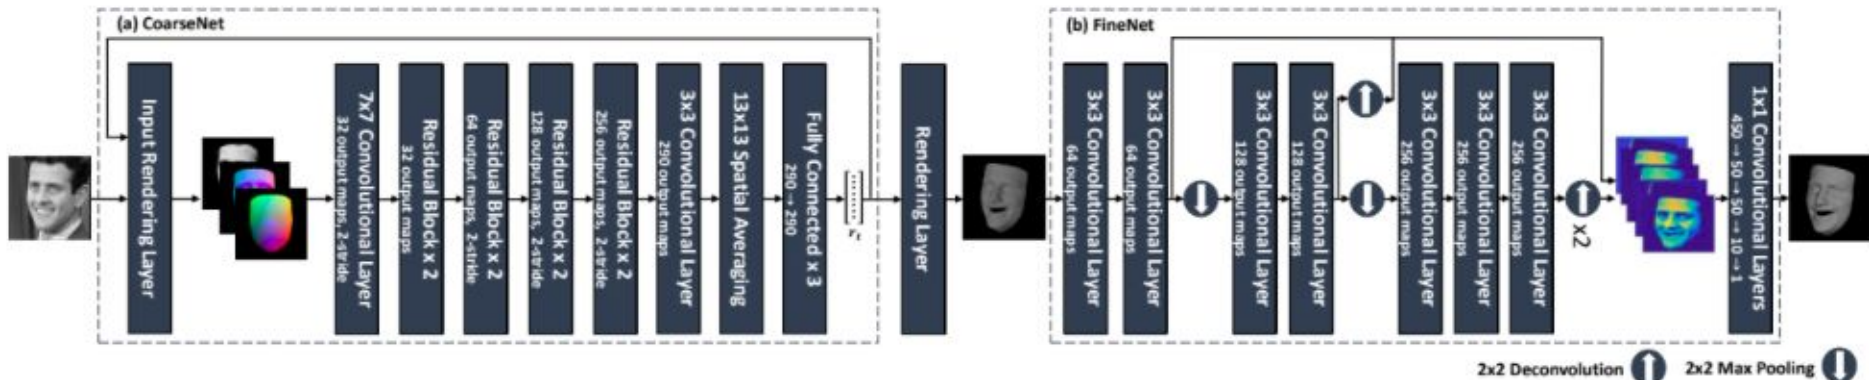 (a) CoarseNet
Input Rendering Layer
7x7 Convolutional Layer
32 output maps, 2-stride
Residual Block x 2
32 output maps
Residual Block x 2
64 output maps, 2-stride
Residual Block x 2
128 output maps, 2-stride
Residual Block x 2
256 output maps, 2-stride
3x3 Convolutional Layer
290 output maps
13x13 Spatial Averaging
Fully Connected x 3
290 → 290
Rendering Layer
(b) FineNet
3x3 Convolutional Layer
64 output maps
3x3 Convolutional Layer
64 output maps
3x3 Convolutional Layer
128 output maps
3x3 Convolutional Layer
128 output maps
3x3 Convolutional Layer
256 output maps
3x3 Convolutional Layer
256 output maps
3x3 Convolutional Layer
256 output maps
x2
1x1 Convolutional Layers
450 → 50 → 50 → 10 → 1
2x2 Deconvolution
2x2 Max Pooling